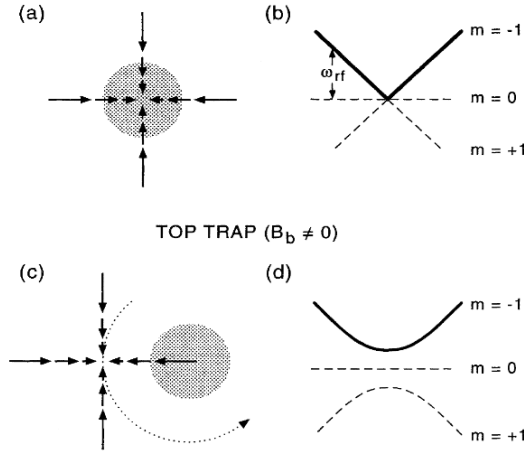 (a)
(b)
m = -1
ω_rf
m = 0
m = +1
TOP TRAP (B_b ≠ 0)
(c)
(d)
m = -1
m = 0
m = +1